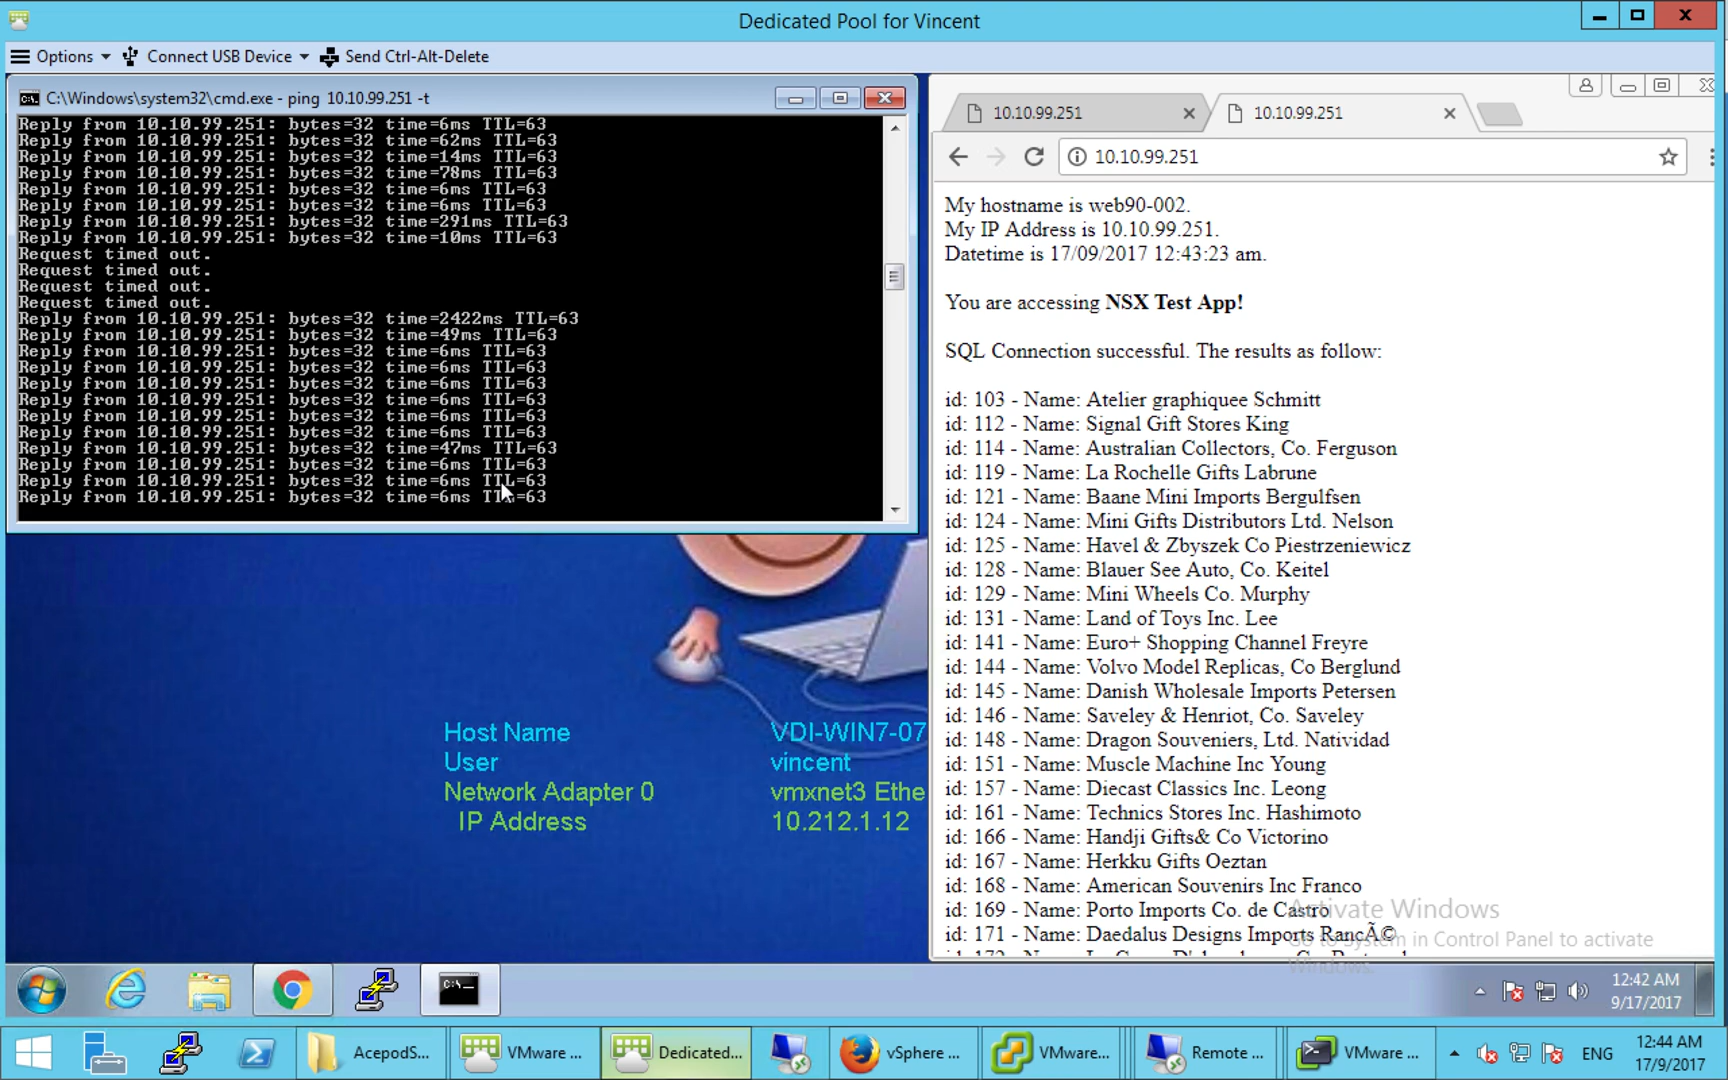 Dedicated Pool for Vincent
Options Connect USB Device Send Ctrl-Alt-Delete
C:\Windows\system32\cmd.exe - ping 10.10.99.251 -t
Reply from 10.10.99.251: bytes=32 time=6ms TTL=63
Reply from 10.10.99.251: bytes=32 time=62ms TTL=63
Reply from 10.10.99.251: bytes=32 time=14ms TTL=63
Reply from 10.10.99.251: bytes=32 time=78ms TTL=63
Reply from 10.10.99.251: bytes=32 time=6ms TTL=63
Reply from 10.10.99.251: bytes=32 time=6ms TTL=63
Reply from 10.10.99.251: bytes=32 time=291ms TTL=63
Reply from 10.10.99.251: bytes=32 time=10ms TTL=63
Request timed out.
Request timed out.
Request timed out.
Request timed out.
Reply from 10.10.99.251: bytes=32 time=2422ms TTL=63
Reply from 10.10.99.251: bytes=32 time=49ms TTL=63
Reply from 10.10.99.251: bytes=32 time=6ms TTL=63
Reply from 10.10.99.251: bytes=32 time=6ms TTL=63
Reply from 10.10.99.251: bytes=32 time=6ms TTL=63
Reply from 10.10.99.251: bytes=32 time=6ms TTL=63
Reply from 10.10.99.251: bytes=32 time=6ms TTL=63
Reply from 10.10.99.251: bytes=32 time=6ms TTL=63
Reply from 10.10.99.251: bytes=32 time=47ms TTL=63
Reply from 10.10.99.251: bytes=32 time=6ms TTL=63
Reply from 10.10.99.251: bytes=32 time=6ms TTL=63
Reply from 10.10.99.251: bytes=32 time=6ms TTL=63
Host Name VDI-WIN7-07
User vincent
Network Adapter 0 vmxnet3 Ethe
IP Address 10.212.1.12
10.10.99.251 10.10.99.251
10.10.99.251
My hostname is web90-002.
My IP Address is 10.10.99.251.
Datetime is 17/09/2017 12:43:23 am.
You are accessing NSX Test App!
SQL Connection successful. The results as follow:
id: 103 - Name: Atelier graphiquee Schmitt
id: 112 - Name: Signal Gift Stores King
id: 114 - Name: Australian Collectors, Co. Ferguson
id: 119 - Name: La Rochelle Gifts Labrune
id: 121 - Name: Baane Mini Imports Bergulfsen
id: 124 - Name: Mini Gifts Distributors Ltd. Nelson
id: 125 - Name: Havel & Zbyszek Co Piestrzeniewicz
id: 128 - Name: Blauer See Auto, Co. Keitel
id: 129 - Name: Mini Wheels Co. Murphy
id: 131 - Name: Land of Toys Inc. Lee
id: 141 - Name: Euro+ Shopping Channel Freyre
id: 144 - Name: Volvo Model Replicas, Co Berglund
id: 145 - Name: Danish Wholesale Imports Petersen
id: 146 - Name: Saveley & Henriot, Co. Saveley
id: 148 - Name: Dragon Souveniers, Ltd. Natividad
id: 151 - Name: Muscle Machine Inc Young
id: 157 - Name: Diecast Classics Inc. Leong
id: 161 - Name: Technics Stores Inc. Hashimoto
id: 166 - Name: Handji Gifts& Co Victorino
id: 167 - Name: Herkku Gifts Oeztan
id: 168 - Name: American Souvenirs Inc Franco
id: 169 - Name: Porto Imports Co. de Castro
id: 171 - Name: Daedalus Designs Imports RancÃ©
Activate Windows
Go to System in Control Panel to activate
Windows.
12:42 AM
9/17/2017
AcepodS... VMware ... Dedicated... vSphere ... VMware... Remote ... VMware ... ENG 12:44 AM
17/9/2017